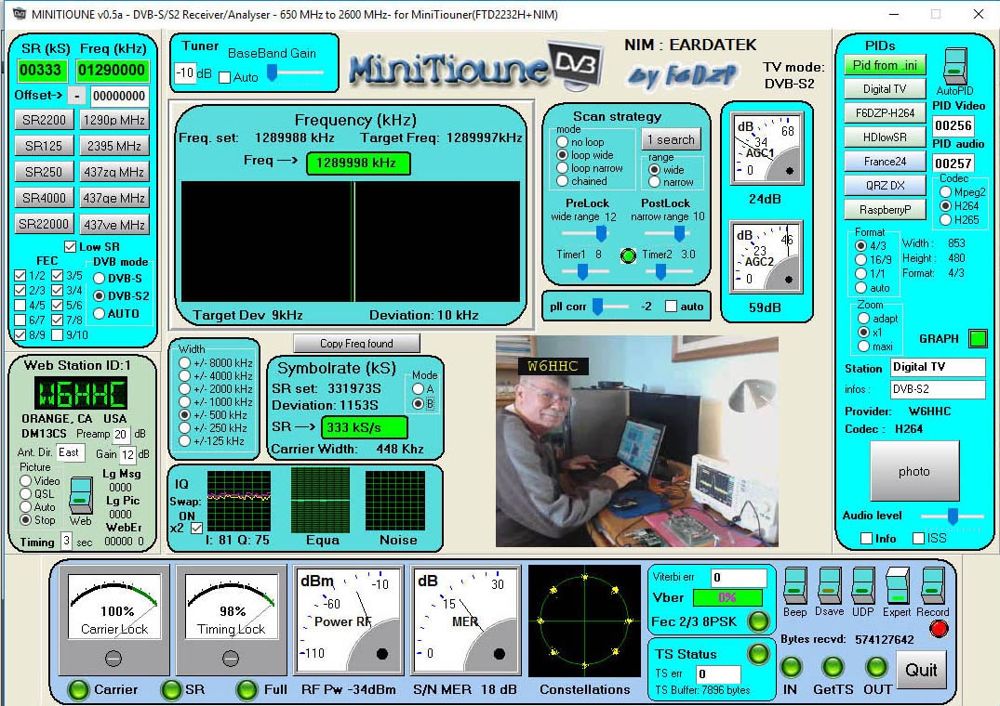 MINITIOUNE v0.5a - DVB-S/S2 Receiver/Analyser - 650 MHz to 2600 MHz- for MiniTiouner(FTD2232H+NIM)
SR (kS) Freq (kHz)
00333 01290000
Offset-> - 00000000
SR2200 1290p MHz
SR125 2395 MHz
SR250 437zq MHz
SR4000 437qe MHz
SR22000 437ve MHz
Low SR
FEC
1/2 3/5
2/3 3/4
4/5 5/6
6/7 7/8
8/9 9/10
DVB mode
DVB-S
DVB-S2
AUTO
Web Station ID:1
W6HHC
ORANGE, CA USA
DM13CS Preamp 20 dB
Ant. Dir. East Gain 12 dB
Picture
Video
QSL
Auto
Stop
Web
Lg Msg
0000
Lg Pic
0000
WebEr
Timing 3 sec 00000 0
Tuner
BaseBand Gain
-10 dB Auto
MiniTioune DVB
NIM : EARDATEK
by F6DZP
TV mode:
DVB-S2
Frequency (kHz)
Freq. set: 1289988 kHz Target Freq: 1289997kHz
Freq --> 1289998 kHz
Target Dev 9kHz Deviation: 10 kHz
Scan strategy
mode
no loop
loop wide
loop narrow
chained
1 search
range
wide
narrow
PreLock PostLock
wide range 12 narrow range 10
Timer1 8 Timer2 3.0
pll corr -2 auto
dB 68
34
AGC1
0
24dB
dB 46
23
AGC2
0
59dB
Width
+/- 8000 kHz
+/- 4000 kHz
+/- 2000 kHz
+/- 1000 kHz
+/- 500 kHz
+/- 250 kHz
+/-125 kHz
Copy Freq found
Symbolrate (kS)
SR set: 331973S
Deviation: 1153S
SR --> 333 kS/s
Carrier Width: 448 Khz
Mode
A
B
IQ
Swap:
ON
x2
I: 81 Q: 75 Equa Noise
W6HHC
PIDs
Pid from .ini
Digital TV
F6DZP-H264
HDlowSR
France24
QRZ DX
RaspberryP
AutoPID
PID Video
00256
PID audio
00257
Codec
Mpeg2
H264
H265
Format
4/3
16/9
1/1
auto
Width : 853
Height : 480
Format: 4/3
Zoom
adapt
x1
maxi
GRAPH
Station Digital TV
infos : DVB-S2
Provider: W6HHC
Codec : H264
photo
Audio level
Info ISS
100%
Carrier Lock
98%
Timing Lock
dBm -10
-60
Power RF
-110
dB 30
15
MER
0
Carrier SR Full RF Pw -34dBm S/N MER 18 dB Constellations
Viterbi err 0
Vber 0%
Fec 2/3 8PSK
TS Status
TS err 0
TS Buffer: 7896 bytes
Beep Dsave UDP Expert Record
Bytes recvd: 574127642
IN GetTS OUT
Quit